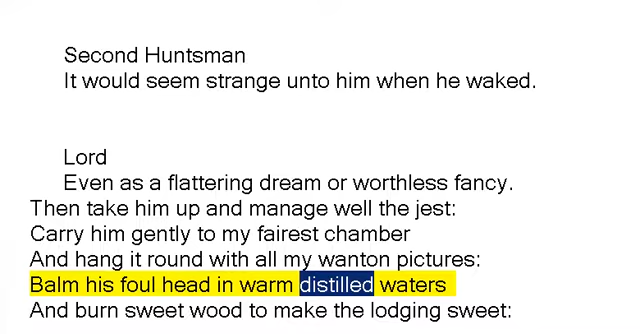 Second Huntsman
It would seem strange unto him when he waked.
Lord
Even as a flattering dream or worthless fancy.
Then take him up and manage well the jest:
Carry him gently to my fairest chamber
And hang it round with all my wanton pictures:
Balm his foul head in warm distilled waters
And burn sweet wood to make the lodging sweet: